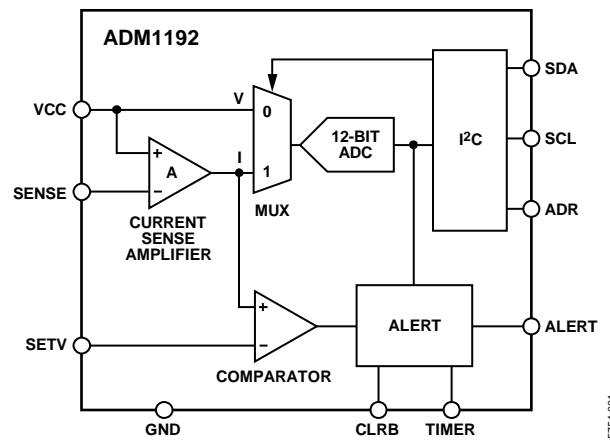 ADM1192
VCC
SENSE
SETV
V
0
I
1
MUX
A
+
−
CURRENT
SENSE
AMPLIFIER
12-BIT
ADC
I²C
SDA
SCL
ADR
+
−
COMPARATOR
ALERT
ALERT
GND
CLRB
TIMER